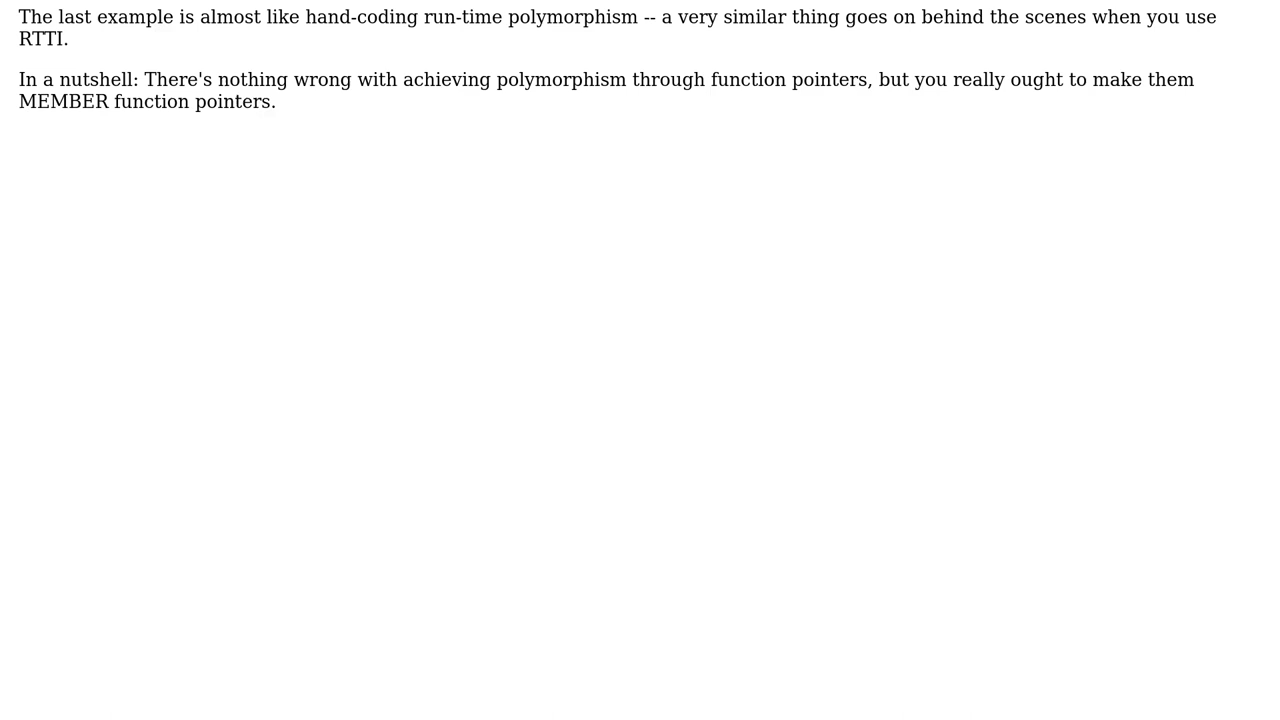 The last example is almost like hand-coding run-time polymorphism -- a very similar thing goes on behind the scenes when you use
RTTI.
In a nutshell: There's nothing wrong with achieving polymorphism through function pointers, but you really ought to make them
MEMBER function pointers.